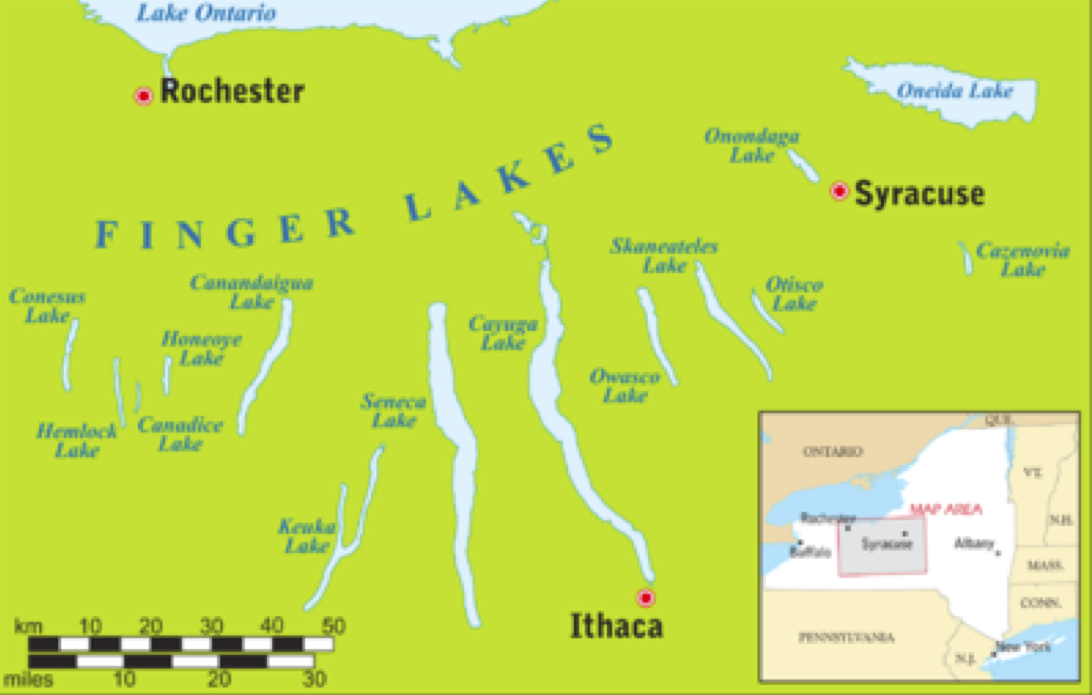 Lake Ontario
Rochester
Oneida Lake
Onondaga
Lake
Syracuse
FINGER LAKES
Skaneateles
Lake
Cazenovia
Lake
Otisco
Lake
Canandaigua
Lake
Conesus
Lake
Honeoye
Lake
Cayuga
Lake
Owasco
Lake
Seneca
Lake
Hemlock
Lake
Canadice
Lake
Keuka
Lake
Ithaca
km 10 20 30 40 50
miles 10 20 30
QUE.
ONTARIO
VT.
MAP AREA
Rochester
N.H.
Syracuse
Albany
Buffalo
MASS.
CONN.
PENNSYLVANIA
New York
N.J.